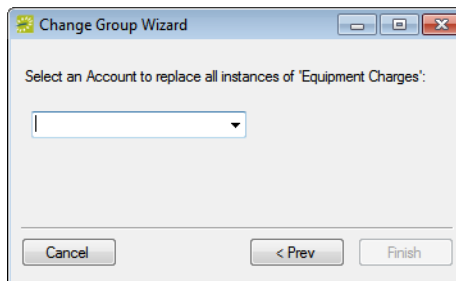 Change Group Wizard
Select an Account to replace all instances of 'Equipment Charges':
Cancel
< Prev
Finish